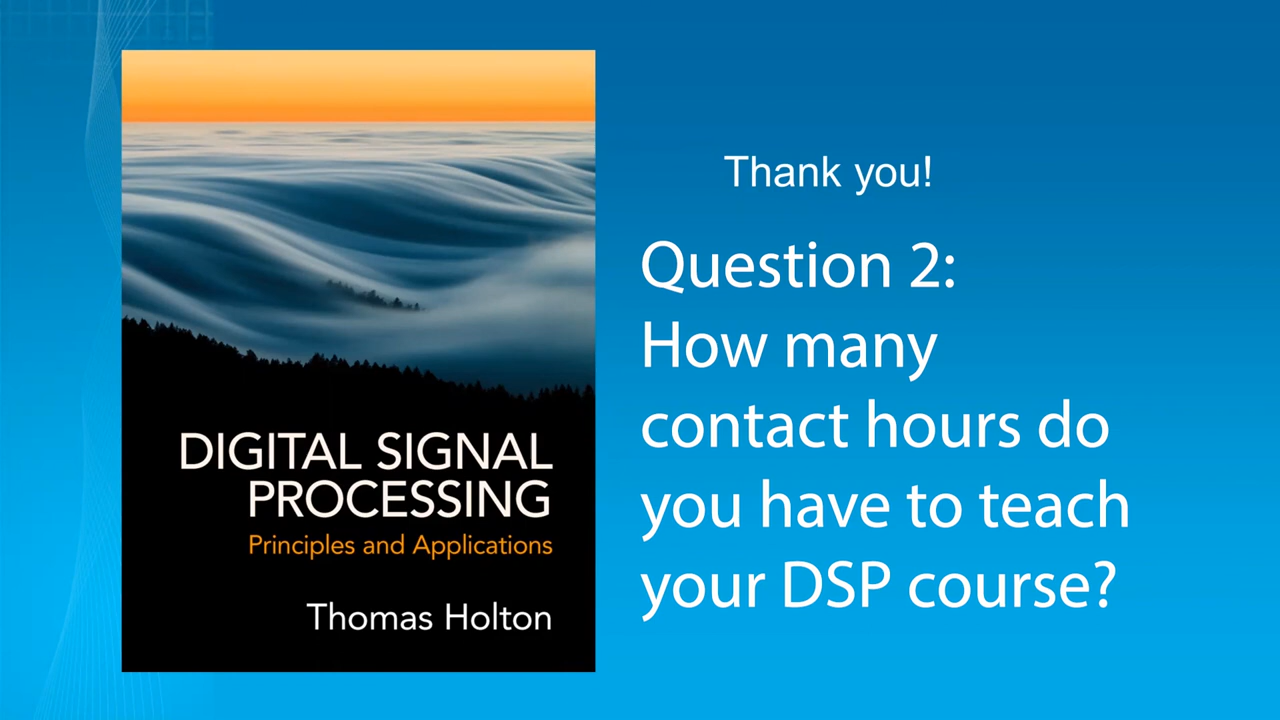 DIGITAL SIGNAL
PROCESSING
Principles and Applications
Thomas Holton
Thank you!
Question 2:
How many
contact hours do
you have to teach
your DSP course?